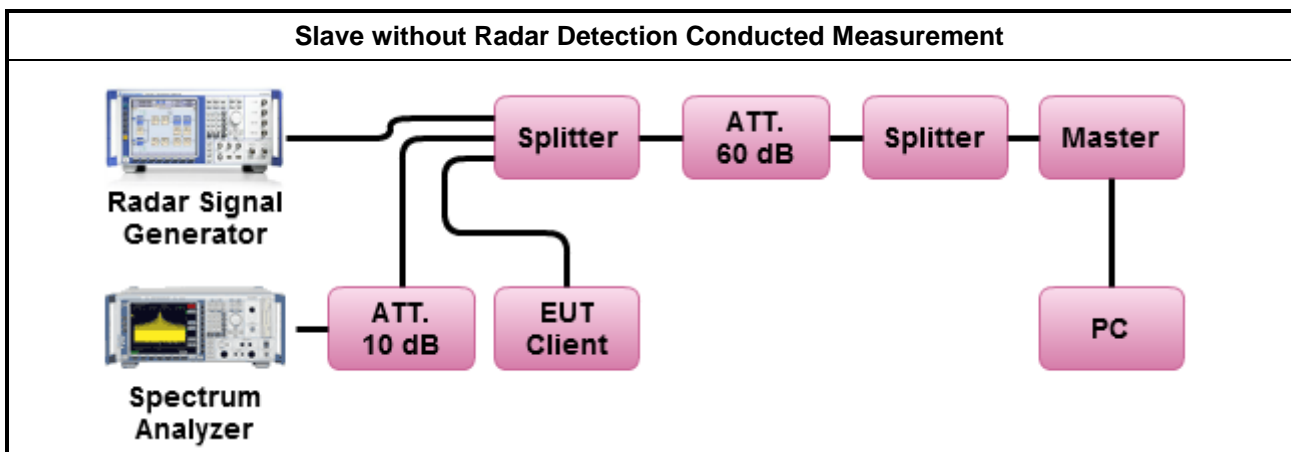 Slave without Radar Detection Conducted Measurement
Radar Signal
Generator
Splitter
ATT.
60 dB
Splitter
Master
Spectrum
Analyzer
ATT.
10 dB
EUT
Client
PC